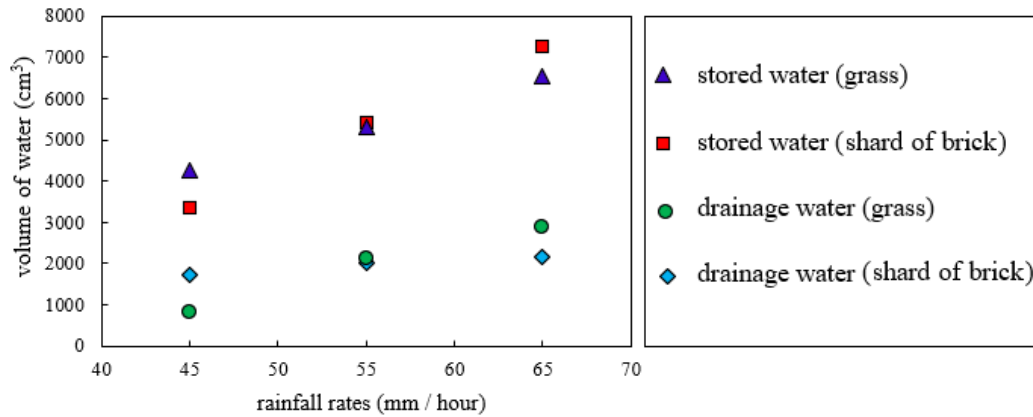 8000
7000
6000
5000
4000
3000
2000
1000
0
volume of water (cm³)
40 45 50 55 60 65 70
rainfall rates (mm / hour)
stored water (grass)
stored water (shard of brick)
drainage water (grass)
drainage water (shard of brick)